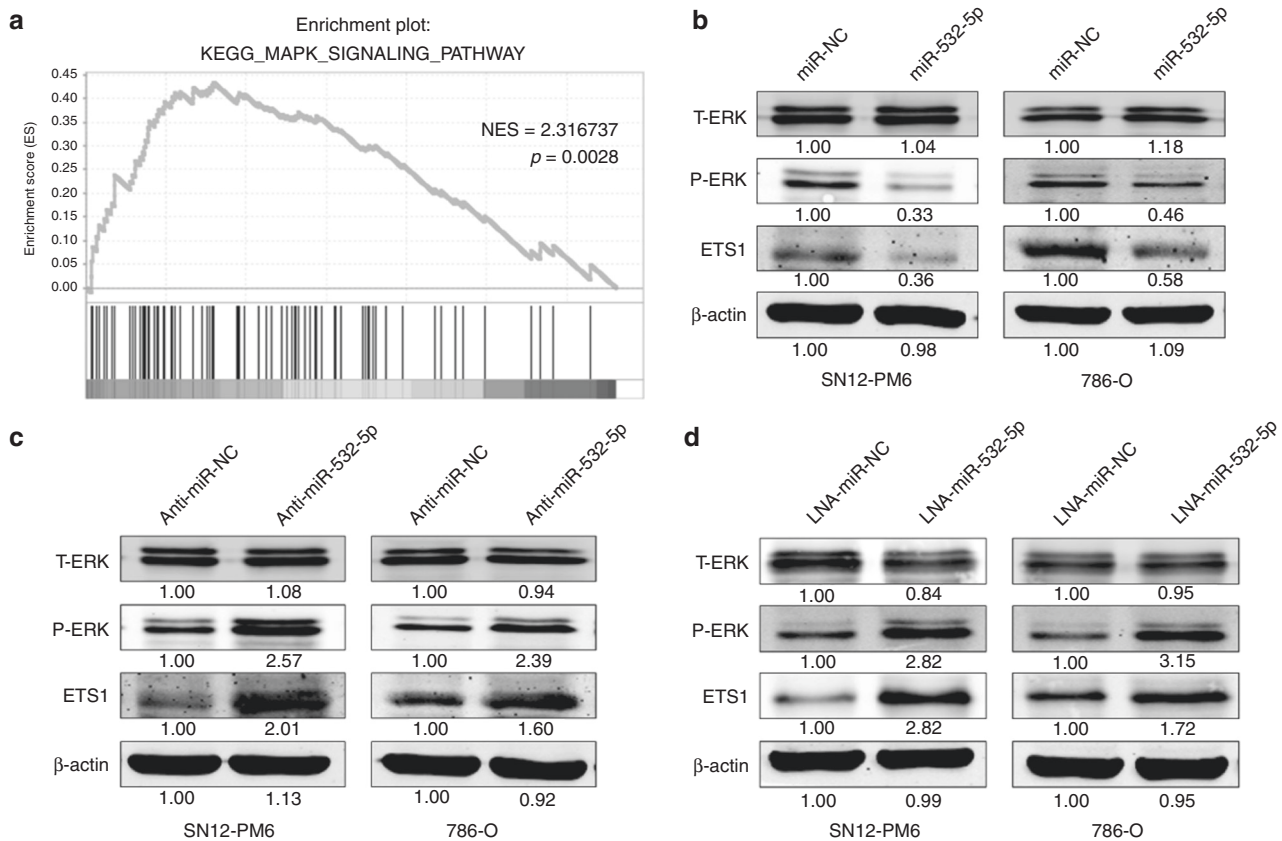 a
Enrichment plot:
KEGG_MAPK_SIGNALING_PATHWAY
Enrichment score (ES)
0.45
0.40
0.35
0.30
0.25
0.20
0.15
0.10
0.05
0.00
NES = 2.316737
p = 0.0028
b
miR-NC miR-532-5p miR-NC miR-532-5p
T-ERK
1.00 1.04 1.00 1.18
P-ERK
1.00 0.33 1.00 0.46
ETS1
1.00 0.36 1.00 0.58
β-actin
1.00 0.98 1.00 1.09
SN12-PM6 786-O
c
Anti-miR-NC Anti-miR-532-5p Anti-miR-NC Anti-miR-532-5p
T-ERK
1.00 1.08 1.00 0.94
P-ERK
1.00 2.57 1.00 2.39
ETS1
1.00 2.01 1.00 1.60
β-actin
1.00 1.13 1.00 0.92
SN12-PM6 786-O
d
LNA-miR-NC LNA-miR-532-5p LNA-miR-NC LNA-miR-532-5p
T-ERK
1.00 0.84 1.00 0.95
P-ERK
1.00 2.82 1.00 3.15
ETS1
1.00 2.82 1.00 1.72
β-actin
1.00 0.99 1.00 0.95
SN12-PM6 786-O